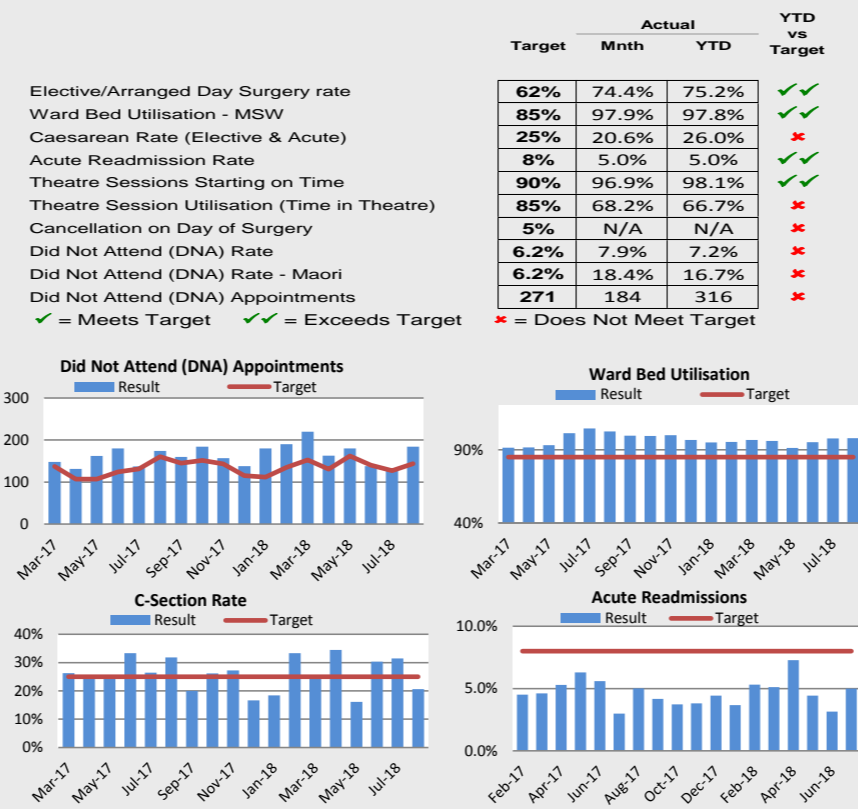 Actual
YTD vs Target
Target Mnth YTD
Elective/Arranged Day Surgery rate 62% 74.4% 75.2% ✓✓
Ward Bed Utilisation - MSW 85% 97.9% 97.8% ✓✓
Caesarean Rate (Elective & Acute) 25% 20.6% 26.0% ✖
Acute Readmission Rate 8% 5.0% 5.0% ✓✓
Theatre Sessions Starting on Time 90% 96.9% 98.1% ✓✓
Theatre Session Utilisation (Time in Theatre) 85% 68.2% 66.7% ✖
Cancellation on Day of Surgery 5% N/A N/A ✖
Did Not Attend (DNA) Rate 6.2% 7.9% 7.2% ✖
Did Not Attend (DNA) Rate - Maori 6.2% 18.4% 16.7% ✖
Did Not Attend (DNA) Appointments 271 184 316 ✖
✓ = Meets Target ✓✓ = Exceeds Target ✖ = Does Not Meet Target
Did Not Attend (DNA) Appointments
Result Target
300
200
100
0
Mar-17 May-17 Jul-17 Sep-17 Nov-17 Jan-18 Mar-18 May-18 Jul-18
Ward Bed Utilisation
Result Target
90%
40%
Mar-17 May-17 Jul-17 Sep-17 Nov-17 Jan-18 Mar-18 May-18 Jul-18
C-Section Rate
Result Target
40%
30%
20%
10%
0%
Mar-17 May-17 Jul-17 Sep-17 Nov-17 Jan-18 Mar-18 May-18 Jul-18
Acute Readmissions
Result Target
10.0%
5.0%
0.0%
Feb-17 Apr-17 Jun-17 Aug-17 Oct-17 Dec-17 Feb-18 Apr-18 Jun-18